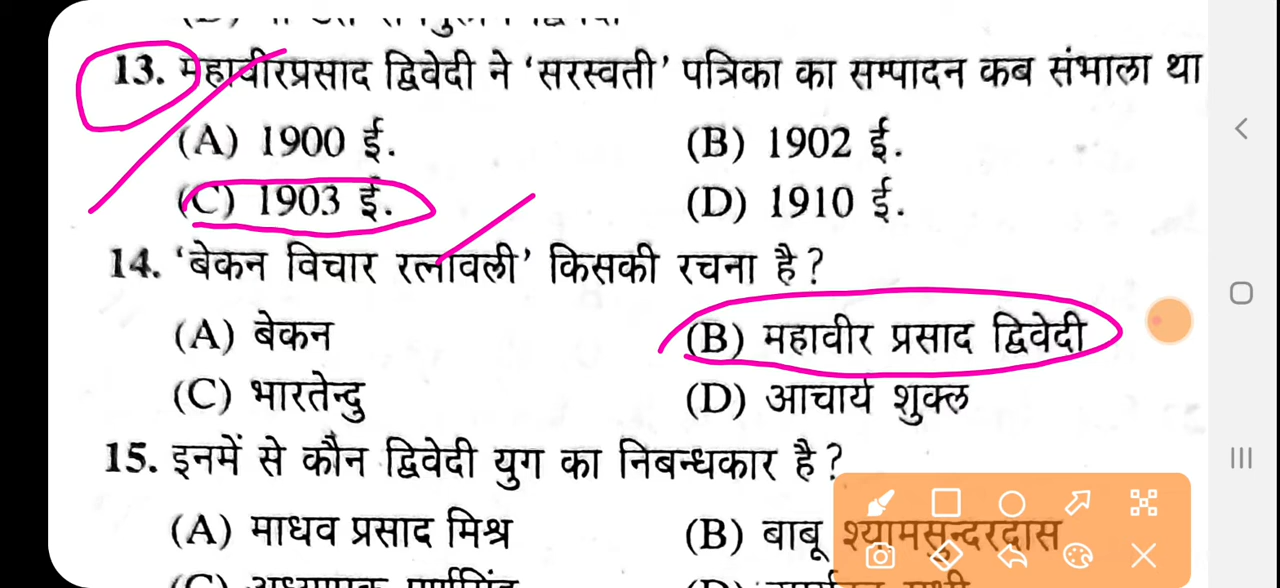 13. महावीरप्रसाद द्विवेदी ने ‘सरस्वती’ पत्रिका का सम्पादन कब संभाला था
(A) 1900 ई. (B) 1902 ई.
(C) 1903 ई. (D) 1910 ई.
14. ‘बेकन विचार रत्नावली’ किसकी रचना है?
(A) बेकन (B) महावीर प्रसाद द्विवेदी
(C) भारतेन्दु (D) आचार्य शुक्ल
15. इनमें से कौन द्विवेदी युग का निबन्धकार है?
(A) माधव प्रसाद मिश्र (B) बाबू श्यामसुन्दरदास